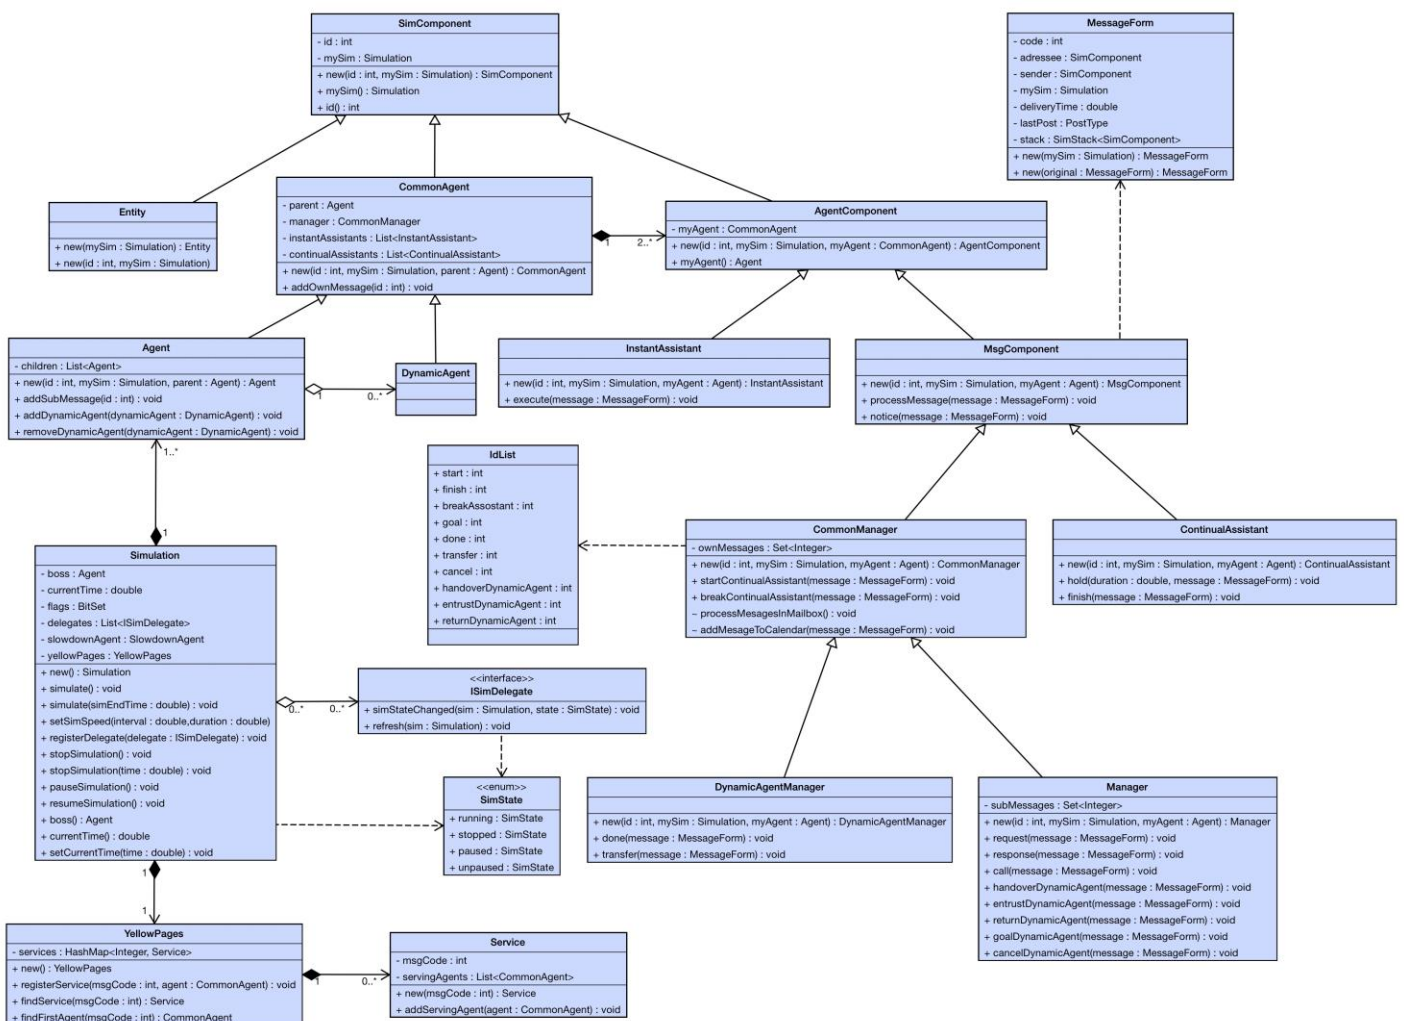 SimComponent
- id : int
- mySim : Simulation
+ new(id : int, mySim : Simulation) : SimComponent
+ mySim() : Simulation
+ id() : int
MessageForm
- code : int
- adressee : SimComponent
- sender : SimComponent
- mySim : Simulation
- deliveryTime : double
- lastPost : PostType
- stack : SimStack<SimComponent>
+ new(mySim : Simulation) : MessageForm
+ new(original : MessageForm) : MessageForm
Entity
+ new(mySim : Simulation) : Entity
+ new(id : int, mySim : Simulation)
CommonAgent
- parent : Agent
- manager : CommonManager
- instantAssistants : List<InstantAssistant>
- continualAssistants : List<ContinualAssistant>
+ new(id : int, mySim : Simulation, parent : Agent) : CommonAgent
+ addOwnMessage(id : int) : void
1
2..*
AgentComponent
- myAgent : CommonAgent
+ new(id : int, mySim : Simulation, myAgent : CommonAgent) : AgentComponent
+ myAgent() : Agent
Agent
- children : List<Agent>
+ new(id : int, mySim : Simulation, parent : Agent) : Agent
+ addSubMessage(id : int) : void
+ addDynamicAgent(dynamicAgent : DynamicAgent) : void
+ removeDynamicAgent(dynamicAgent : DynamicAgent) : void
1
0..*
DynamicAgent
InstantAssistant
+ new(id : int, mySim : Simulation, myAgent : Agent) : InstantAssistant
+ execute(message : MessageForm) : void
MsgComponent
+ new(id : int, mySim : Simulation, myAgent : Agent) : MsgComponent
+ processMessage(message : MessageForm) : void
+ notice(message : MessageForm) : void
1..*
1
IdList
+ start : int
+ finish : int
+ breakAssostant : int
+ goal : int
+ done : int
+ transfer : int
+ cancel : int
+ handoverDynamicAgent : int
+ entrustDynamicAgent : int
+ returnDynamicAgent : int
CommonManager
- ownMessages : Set<Integer>
+ new(id : int, mySim : Simulation, myAgent : Agent) : CommonManager
+ startContinualAssistant(message : MessageForm) : void
+ breakContinualAssistant(message : MessageForm) : void
~ processMesagesInMailbox() : void
~ addMesageToCalendar(message : MessageForm) : void
ContinualAssistant
+ new(id : int, mySim : Simulation, myAgent : Agent) : ContinualAssistant
+ hold(duration : double, message : MessageForm) : void
+ finish(message : MessageForm) : void
Simulation
- boss : Agent
- currentTime : double
- flags : BitSet
- delegates : List<ISimDelegate>
- slowdownAgent : SlowdownAgent
- yellowPages : YellowPages
+ new() : Simulation
+ simulate() : void
+ simulate(simEndTime : double) : void
+ setSimSpeed(interval : double,duration : double)
+ registerDelegate(delegate : ISimDelegate) : void
+ stopSimulation() : void
+ stopSimulation(time : double) : void
+ pauseSimulation() : void
+ resumeSimulation() : void
+ boss() : Agent
+ currentTime() : double
+ setCurrentTime(time : double) : void
0..*
0..*
<<interface>>
ISimDelegate
+ simStateChanged(sim : Simulation, state : SimState) : void
+ refresh(sim : Simulation) : void
<<enum>>
SimState
+ running : SimState
+ stopped : SimState
+ paused : SimState
+ unpaused : SimState
DynamicAgentManager
+ new(id : int, mySim : Simulation, myAgent : Agent) : DynamicAgentManager
+ done(message : MessageForm) : void
+ transfer(message : MessageForm) : void
Manager
- subMessages : Set<Integer>
+ new(id : int, mySim : Simulation, myAgent : Agent) : Manager
+ request(message : MessageForm) : void
+ response(message : MessageForm) : void
+ call(message : MessageForm) : void
+ handoverDynamicAgent(message : MessageForm) : void
+ entrustDynamicAgent(message : MessageForm) : void
+ returnDynamicAgent(message : MessageForm) : void
+ goalDynamicAgent(message : MessageForm) : void
+ cancelDynamicAgent(message : MessageForm) : void
1
1
YellowPages
- services : HashMap<Integer, Service>
+ new() : YellowPages
+ registerService(msgCode : int, agent : CommonAgent) : void
+ findService(msgCode : int) : Service
+ findFirstAgent(msgCode : int) : CommonAgent
1
0..*
Service
- msgCode : int
- servingAgents : List<CommonAgent>
+ new(msgCode : int) : Service
+ addServingAgent(agent : CommonAgent) : void